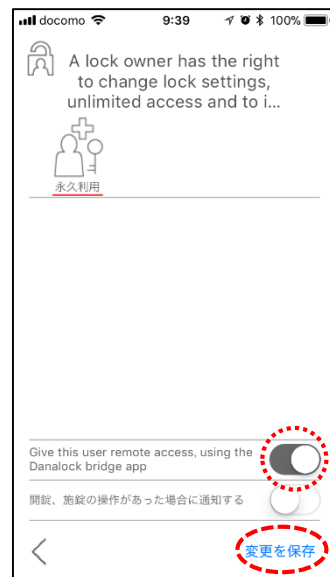 docomo 9:39 100%
A lock owner has the right
to change lock settings,
unlimited access and to i...
永久利用
Give this user remote access, using the
Danalock bridge app
開錠、施錠の操作があった場合に通知する
変更を保存